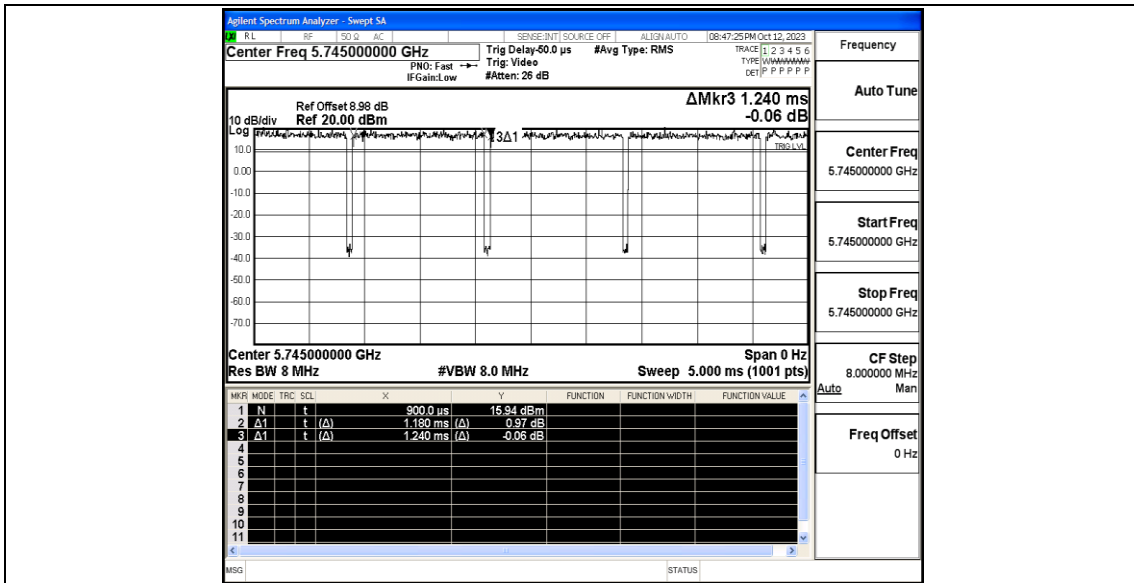 Agilent Spectrum Analyzer - Swept SA
LXI RL RF 50 Ω AC SENSE:INT SOURCE OFF ALIGN AUTO 08:47:25 PM Oct 12, 2023
Center Freq 5.745000000 GHz
PNO: Fast
IFGain:Low
Trig Delay-50.0 µs
Trig: Video
#Atten: 26 dB
#Avg Type: RMS
TRACE 1 2 3 4 5 6
TYPE
DET P P P P P P
ΔMkr3 1.240 ms
-0.06 dB
Ref Offset 8.98 dB
10 dB/div Ref 20.00 dBm
Log
3Δ1
TRIG LVL
10.0
0.00
-10.0
-20.0
-30.0
-40.0
-50.0
-60.0
-70.0
Center 5.745000000 GHz Span 0 Hz
Res BW 8 MHz #VBW 8.0 MHz Sweep 5.000 ms (1001 pts)
MKR MODE TRC SCL X Y FUNCTION FUNCTION WIDTH FUNCTION VALUE
1 N t 900.0 µs 15.94 dBm
2 Δ1 t (Δ) 1.180 ms (Δ) 0.97 dB
3 Δ1 t (Δ) 1.240 ms (Δ) -0.06 dB
4
5
6
7
8
9
10
11
MSG STATUS
Frequency
Auto Tune
Center Freq
5.745000000 GHz
Start Freq
5.745000000 GHz
Stop Freq
5.745000000 GHz
CF Step
8.000000 MHz
Auto Man
Freq Offset
0 Hz